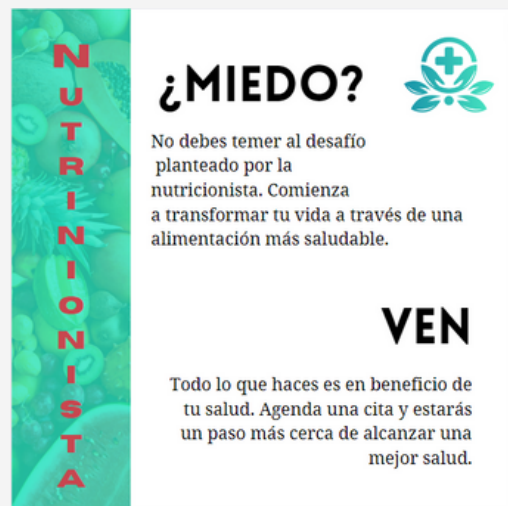 NUTRINIONISTA
¿MIEDO?
No debes temer al desafío
planteado por la
nutricionista. Comienza
a transformar tu vida a través de una
alimentación más saludable.
VEN
Todo lo que haces es en beneficio de
tu salud. Agenda una cita y estarás
un paso más cerca de alcanzar una
mejor salud.